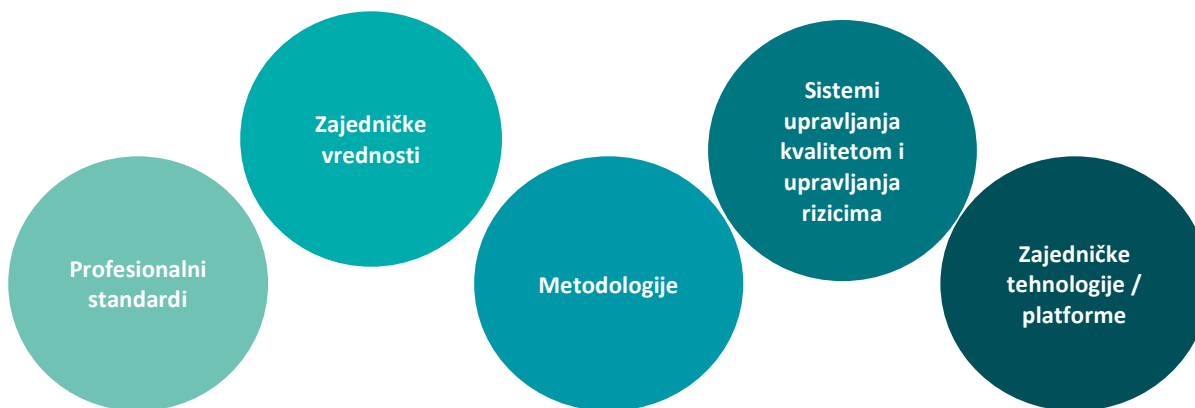 Profesionalni
standardi
Zajedničke
vrednosti
Metodologije
Sistemi
upravljanja
kvalitetom i
upravljanja
rizicima
Zajedničke
tehnologije /
platforme